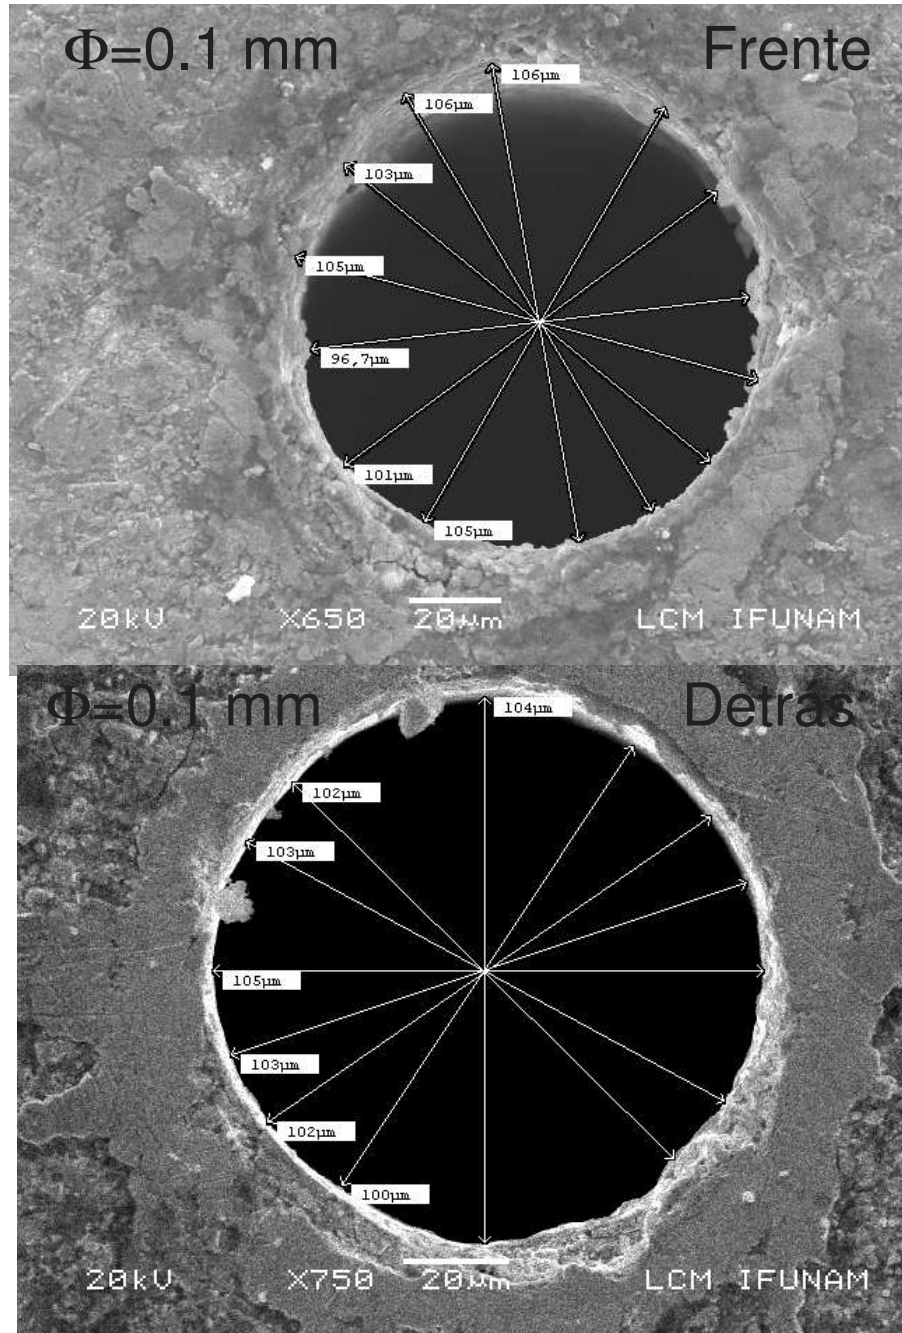 Φ=0.1 mm
Frente
106µm
106µm
103µm
105µm
96,7µm
101µm
105µm
20kV X650 20µm LCM IFUNAM
Φ=0.1 mm
Detras
104µm
102µm
103µm
105µm
103µm
102µm
100µm
20kV X750 20µm LCM IFUNAM